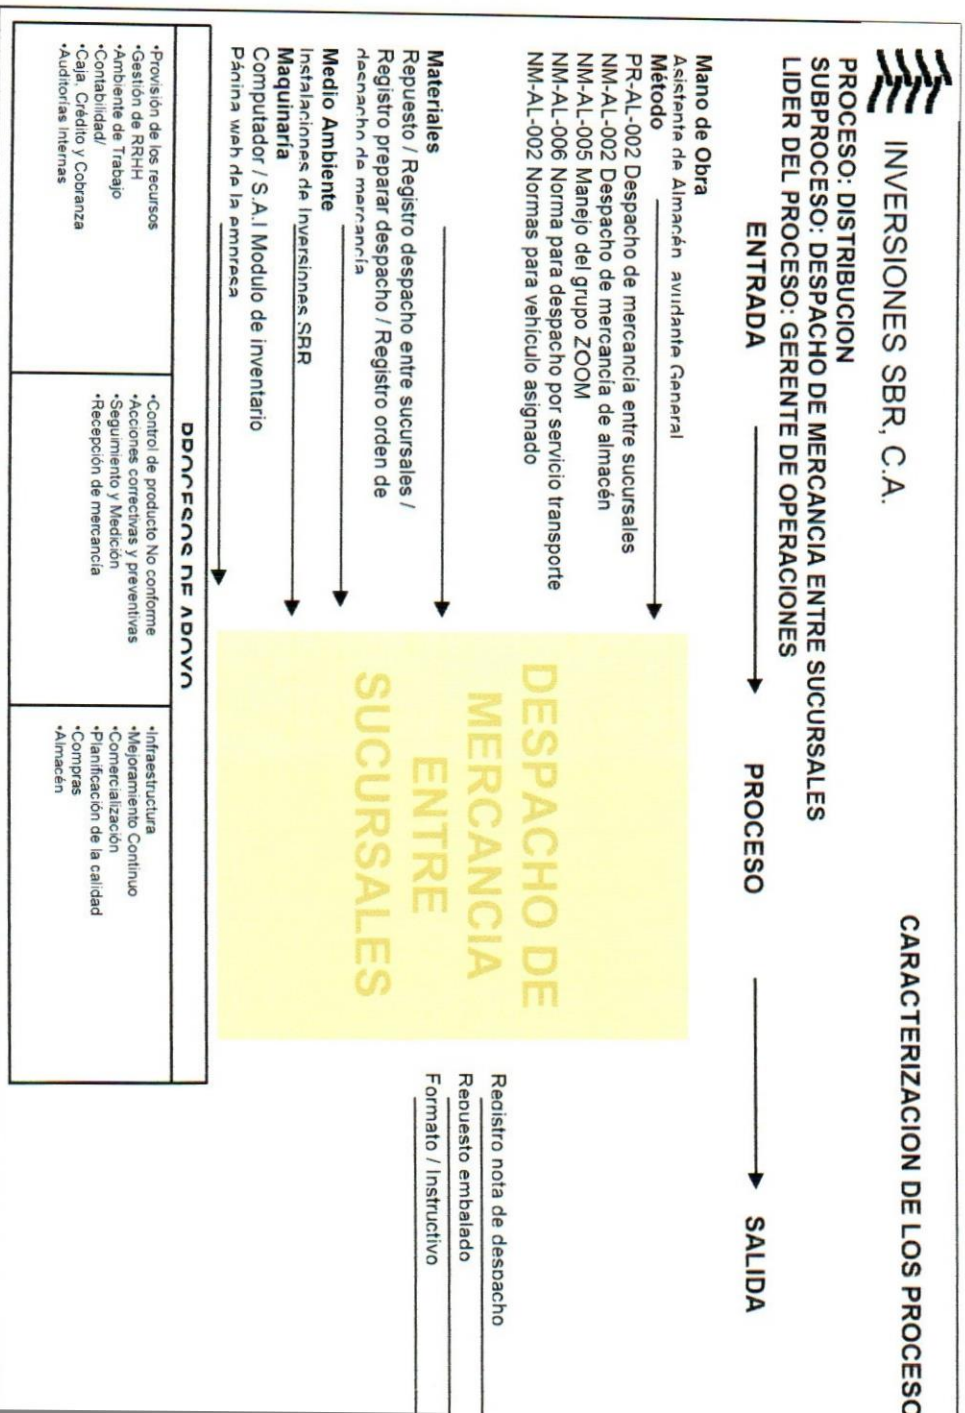 INVERSIONES SBR, C.A.
CARACTERIZACION DE LOS PROCESO
PROCESO: DISTRIBUCION
SUBPROCESO: DESPACHO DE MERCANCIA ENTRE SUCURSALES
LIDER DEL PROCESO: GERENTE DE OPERACIONES
ENTRADA
PROCESO
SALIDA
Mano de Obra
Asistente de Almacén ayudante General
Método
PR-AL-002 Despacho de mercancía entre sucursales
NM-AL-002 Despacho de mercancía de almacén
NM-AL-005 Manejo del grupo ZOOM
NM-AL-006 Norma para despacho por servicio transporte
NM-AL-002 Normas para vehículo asignado
Materiales
Repuesto / Registro despacho entre sucursales /
Registro preparar despacho / Registro orden de
despacho de mercancía
Medio Ambiente
Instalaciones de Inversiones SBR
Maquinaría
Computador / S.A.I Modulo de inventario
Página web de la empresa
DESPACHO DE
MERCANCIA
ENTRE
SUCURSALES
Registro nota de despacho
Repuesto embalado
Formato / Instructivo
PROCESOS DE APOYO
•Provisión de los recursos
•Gestión de RRHH
•Ambiente de Trabajo
•Contabilidad/
•Caja, Crédito y Cobranza
•Auditorías Internas
•Control de producto No conforme
•Acciones correctivas y preventivas
•Seguimiento y Medición
•Recepción de mercancía
•Infraestructura
•Mejoramiento Continuo
•Comercialización
•Planificación de la calidad
•Compras
•Almacén